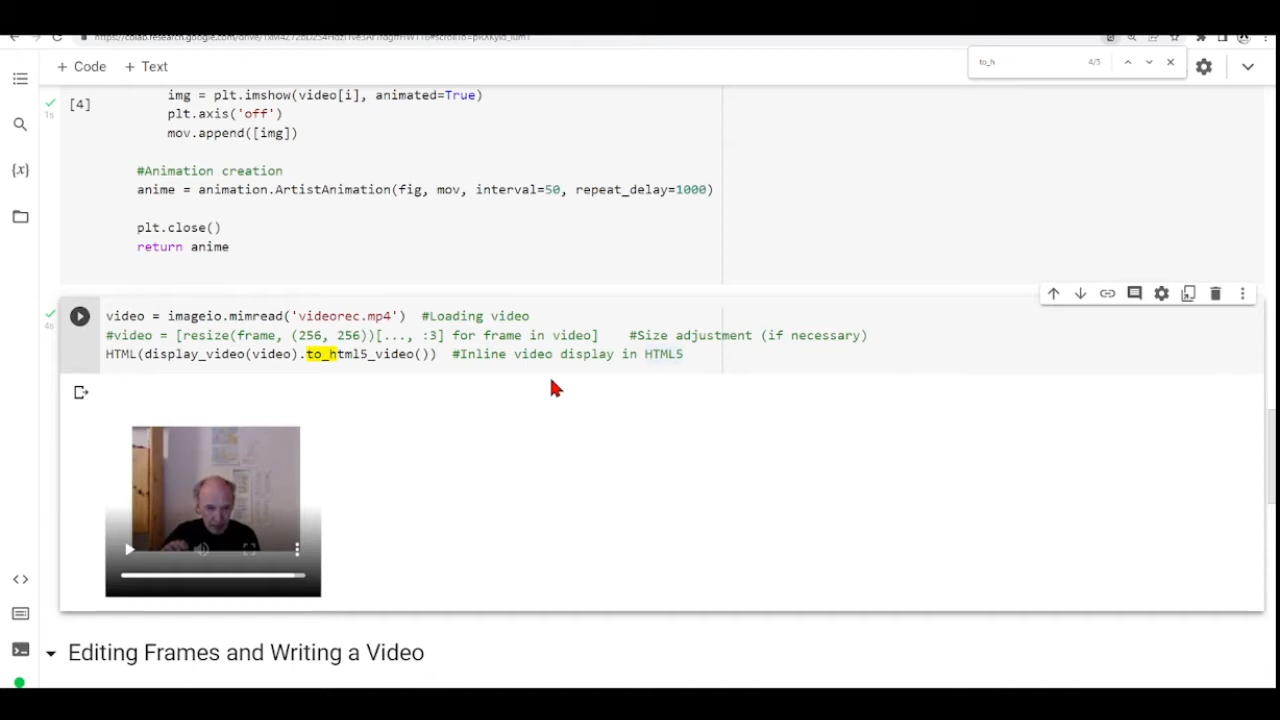 + Code + Text
to_h 4/5
[4]
1s
img = plt.imshow(video[i], animated=True)
plt.axis('off')
mov.append([img])
#Animation creation
anime = animation.ArtistAnimation(fig, mov, interval=50, repeat_delay=1000)
plt.close()
return anime
4s
video = imageio.mimread('videorec.mp4') #Loading video
#video = [resize(frame, (256, 256))[..., :3] for frame in video] #Size adjustment (if necessary)
HTML(display_video(video).to_html5_video()) #Inline video display in HTML5
Editing Frames and Writing a Video